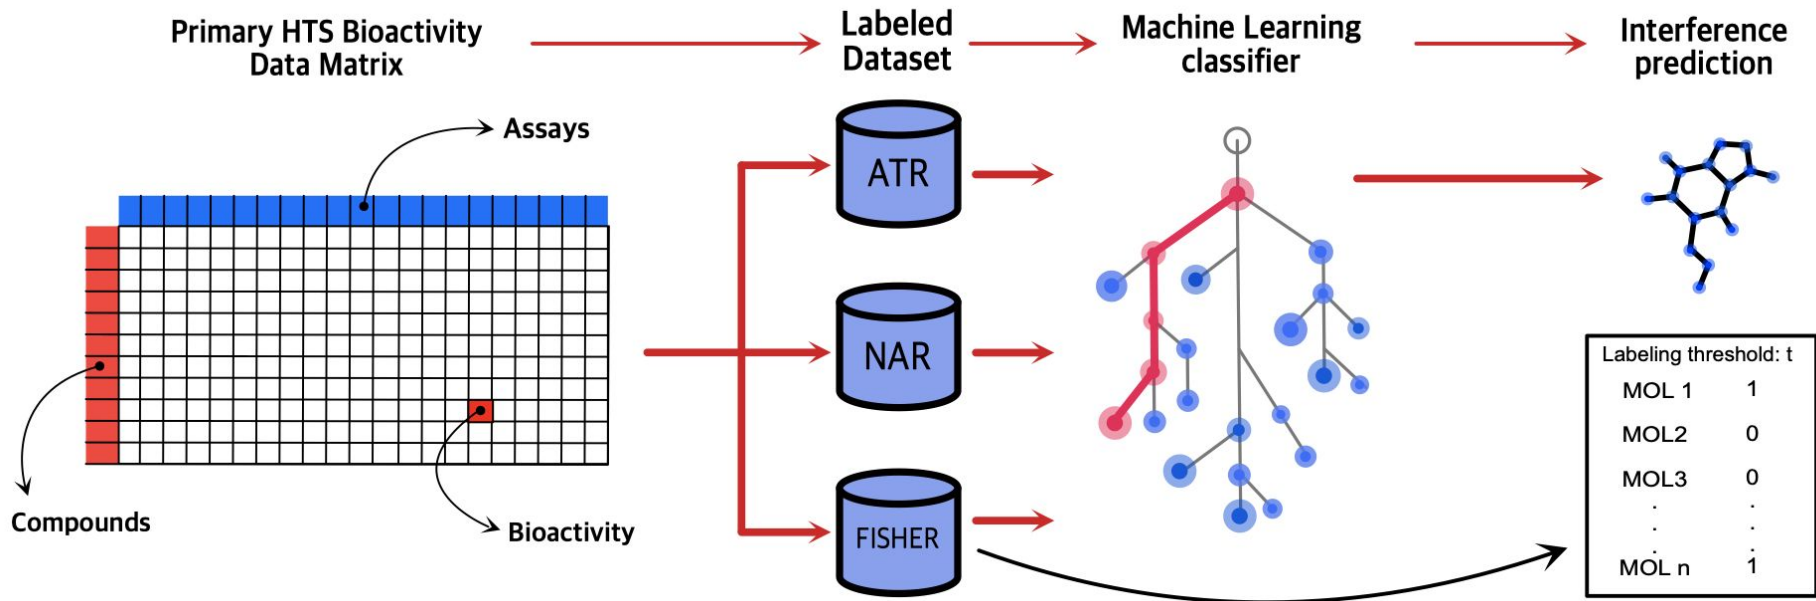 Primary HTS Bioactivity
Data Matrix
Labeled
Dataset
Machine Learning
classifier
Interference
prediction
Assays
Compounds
Bioactivity
ATR
NAR
FISHER
Labeling threshold: t
MOL 1 1
MOL2 0
MOL3 0
. .
. .
. .
MOL n 1